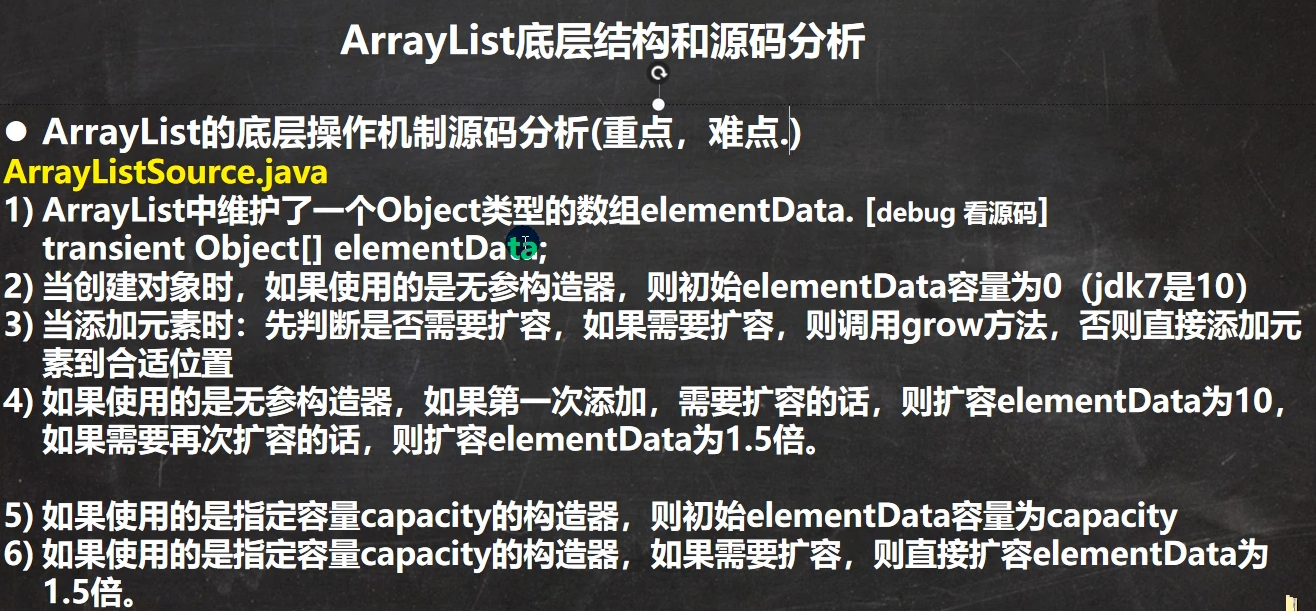 ArrayList底层结构和源码分析
● ArrayList的底层操作机制源码分析(重点，难点.)
ArrayListSource.java
1) ArrayList中维护了一个Object类型的数组elementData. [debug 看源码]
transient Object[] elementData;
2) 当创建对象时，如果使用的是无参构造器，则初始elementData容量为0（jdk7是10）
3) 当添加元素时：先判断是否需要扩容，如果需要扩容，则调用grow方法，否则直接添加元
素到合适位置
4) 如果使用的是无参构造器，如果第一次添加，需要扩容的话，则扩容elementData为10，
如果需要再次扩容的话，则扩容elementData为1.5倍。
5) 如果使用的是指定容量capacity的构造器，则初始elementData容量为capacity
6) 如果使用的是指定容量capacity的构造器，如果需要扩容，则直接扩容elementData为
1.5倍。